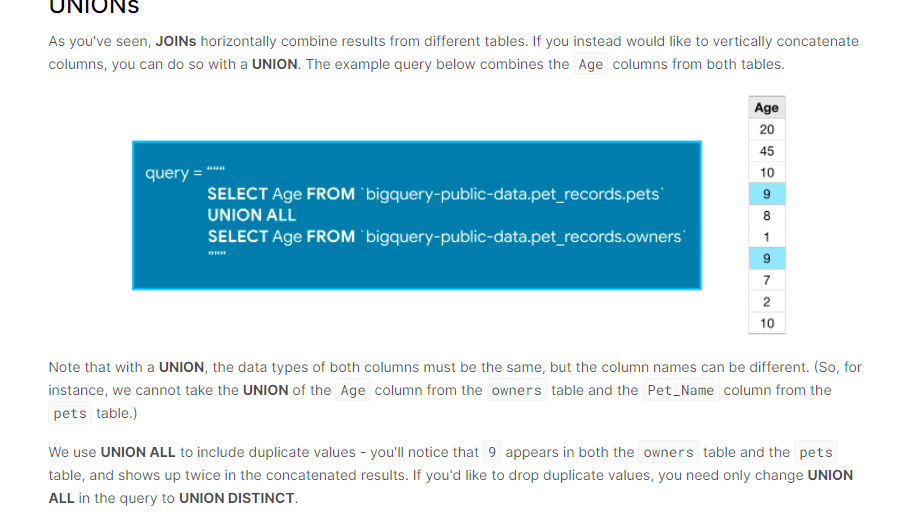 UNIONs
As you've seen, JOINs horizontally combine results from different tables. If you instead would like to vertically concatenate
columns, you can do so with a UNION. The example query below combines the Age columns from both tables.
query = """
SELECT Age FROM `bigquery-public-data.pet_records.pets`
UNION ALL
SELECT Age FROM `bigquery-public-data.pet_records.owners`
"""
Age
20
45
10
9
8
1
9
7
2
10
Note that with a UNION, the data types of both columns must be the same, but the column names can be different. (So, for
instance, we cannot take the UNION of the Age column from the owners table and the Pet_Name column from the
pets table.)
We use UNION ALL to include duplicate values - you'll notice that 9 appears in both the owners table and the pets
table, and shows up twice in the concatenated results. If you'd like to drop duplicate values, you need only change UNION
ALL in the query to UNION DISTINCT.